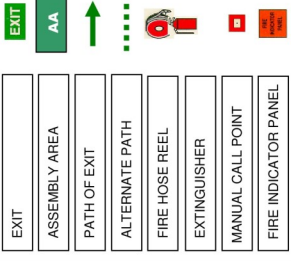 EXIT
EXIT
AA
ASSEMBLY AREA
PATH OF EXIT
ALTERNATE PATH
FIRE HOSE REEL
EXTINGUISHER
MANUAL CALL POINT
FIRE
INDICATOR
PANEL
FIRE INDICATOR PANEL